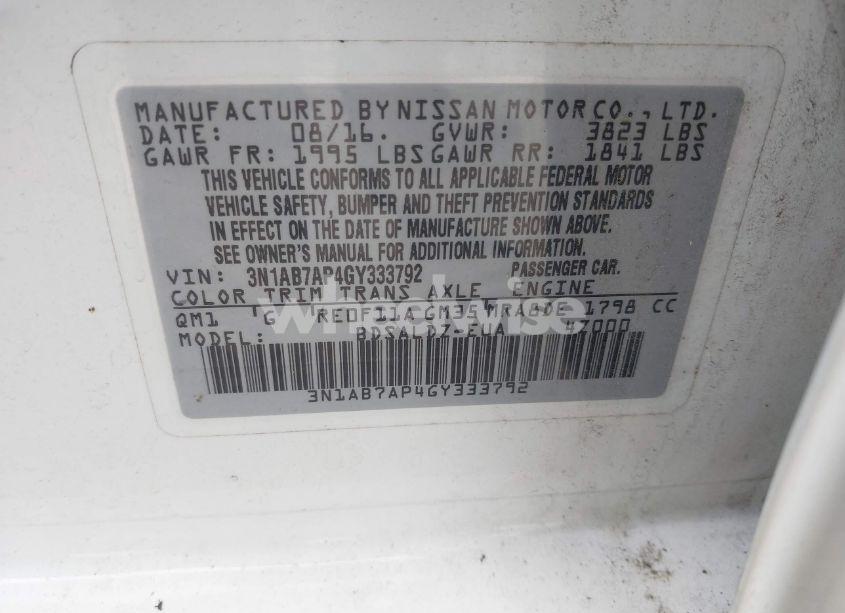 MANUFACTURED BY NISSAN MOTOR CO., LTD.
DATE: 08/16. GVWR: 3823 LBS
GAWR FR: 1995 LBS GAWR RR: 1841 LBS
THIS VEHICLE CONFORMS TO ALL APPLICABLE FEDERAL MOTOR
VEHICLE SAFETY, BUMPER AND THEFT PREVENTION STANDARDS
IN EFFECT ON THE DATE OF MANUFACTURE SHOWN ABOVE.
SEE OWNER'S MANUAL FOR ADDITIONAL INFORMATION.
VIN: 3N1AB7AP4GY333792 PASSENGER CAR.
COLOR TRIM TRANS AXLE ENGINE
QM1 G RE0F11A GM35 MRA8DE 1798 CC
MODEL: BDSALDZ-EUA 47000
3N1AB7AP4GY333792